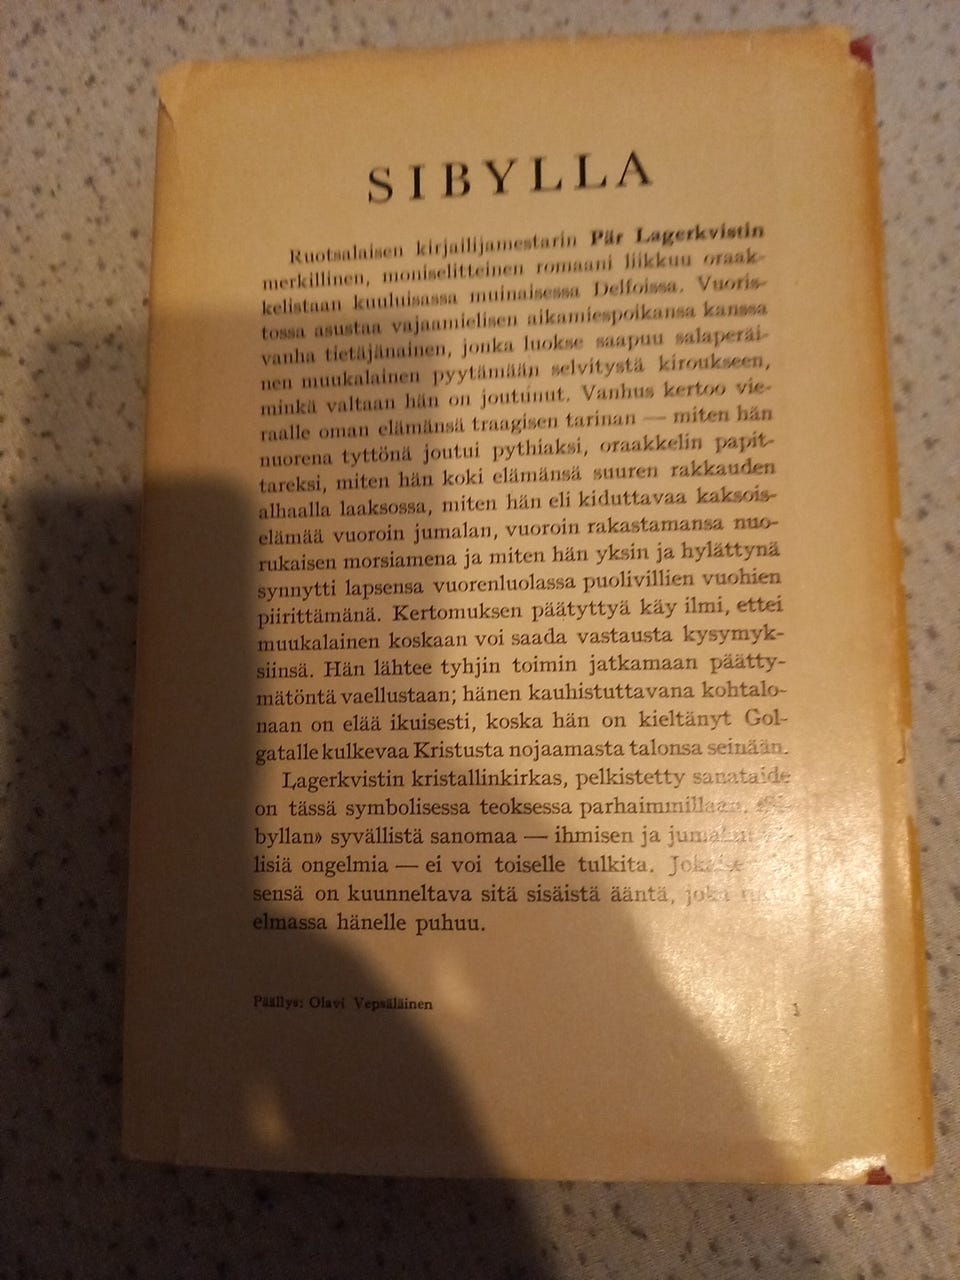 SIBYLLA
Ruotsalaisen kirjailijamestarin Pär Lagerkvistin
merkillinen, moniselitteinen romaani liikkuu oraak-
kelistaan kuuluisassa muinaisessa Delfoissa. Vuoris-
tossa asustaa vajaamielisen aikamiespoikansa kanssa
vanha tietäjänainen, jonka luokse saapuu salaperäi-
nen muukalainen pyytämään selvitystä kiroukseen,
minkä valtaan hän on joutunut. Vanhus kertoo vie-
raalle oman elämänsä traagisen tarinan — miten hän
nuorena tyttönä joutui pythiaksi, oraakkelin papit-
tareksi, miten hän koki elämänsä suuren rakkauden
alhaalla laaksossa, miten hän eli kiduttavaa kaksois-
elämää vuoroin jumalan, vuoroin rakastamansa nuo-
rukaisen morsiamena ja miten hän yksin ja hylättynä
synnytti lapsensa vuorenluolassa puolivillien vuohien
piirittämänä. Kertomuksen päätyttyä käy ilmi, ettei
muukalainen koskaan voi saada vastausta kysymyk-
siinsä. Hän lähtee tyhjin toimin jatkamaan päätty-
mätöntä vaellustaan; hänen kauhistuttavana kohtalo-
naan on elää ikuisesti, koska hän on kieltänyt Gol-
gatalle kulkevaa Kristusta nojaamasta talonsa seinään.
Lagerkvistin kristallinkirkas, pelkistetty sanataide
on tässä symbolisessa teoksessa parhaimmillaan.
byllan» syvällistä sanomaa — ihmisen ja
lisiä ongelmia — ei voi toiselle tulkita.
sensä on kuunneltava sitä sisäistä ääntä, joka
elmassa hänelle puhuu.
Päällys: Olavi Vepsäläinen